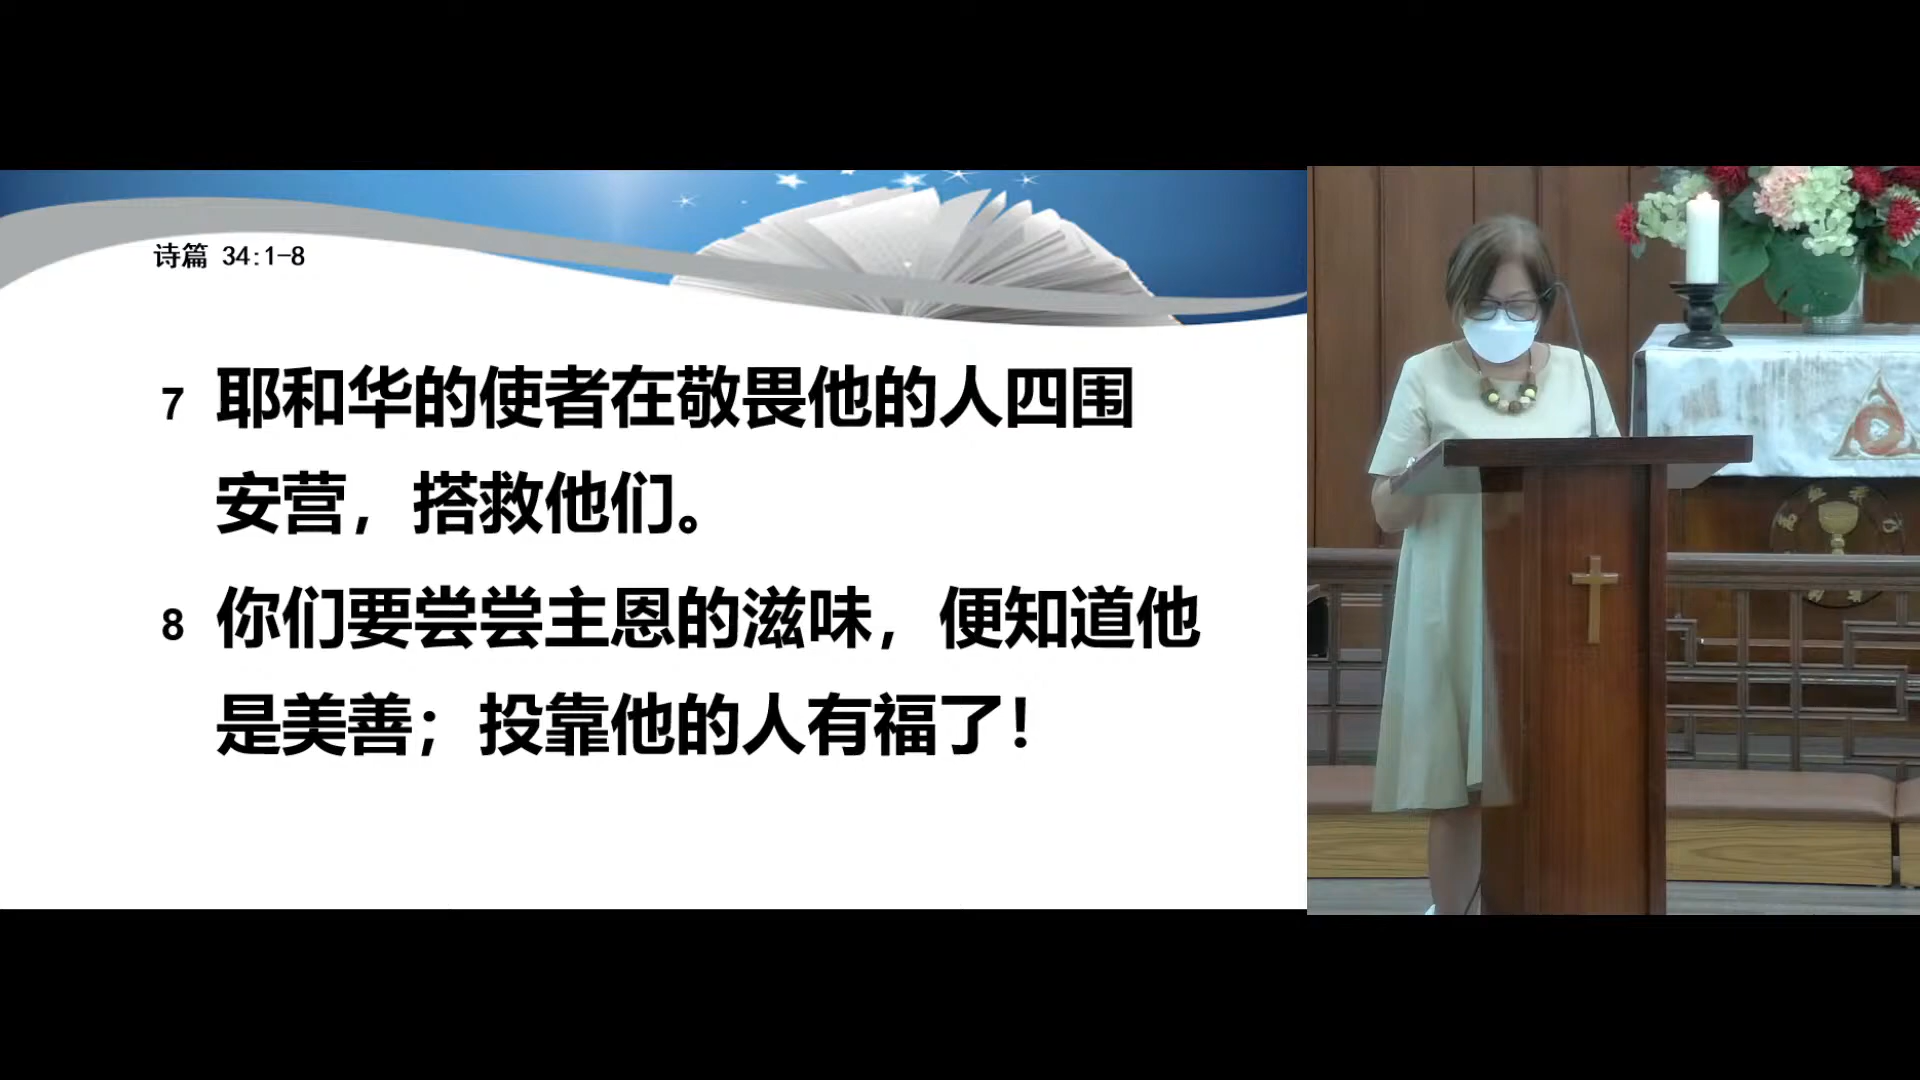 诗篇 34:1-8
7 耶和华的使者在敬畏他的人四围
安营，搭救他们。
8 你们要尝尝主恩的滋味，便知道他
是美善；投靠他的人有福了！